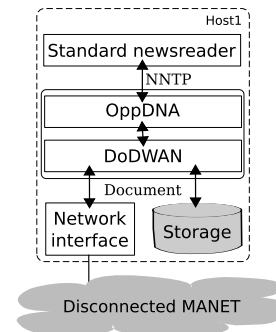 Host1
Standard newsreader
NNTP
OppDNA
DoDWAN
Document
Network
interface
Storage
Disconnected MANET